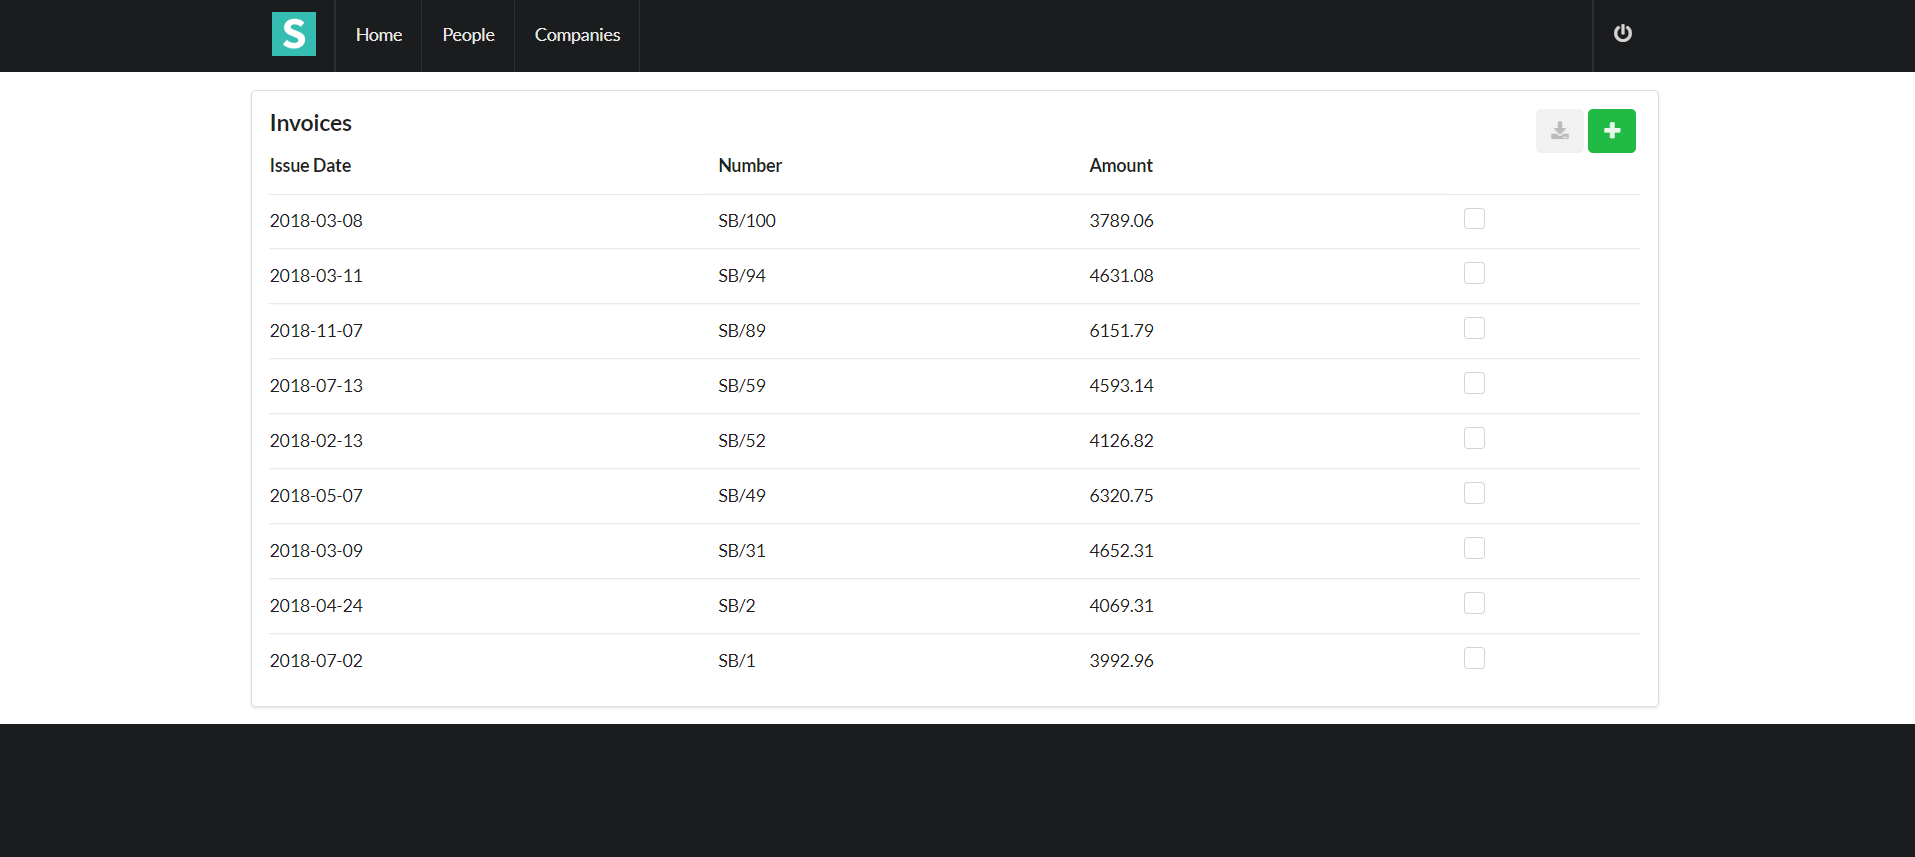 S Home People Companies
Invoices
Issue Date Number Amount
2018-03-08 SB/100 3789.06
2018-03-11 SB/94 4631.08
2018-11-07 SB/89 6151.79
2018-07-13 SB/59 4593.14
2018-02-13 SB/52 4126.82
2018-05-07 SB/49 6320.75
2018-03-09 SB/31 4652.31
2018-04-24 SB/2 4069.31
2018-07-02 SB/1 3992.96